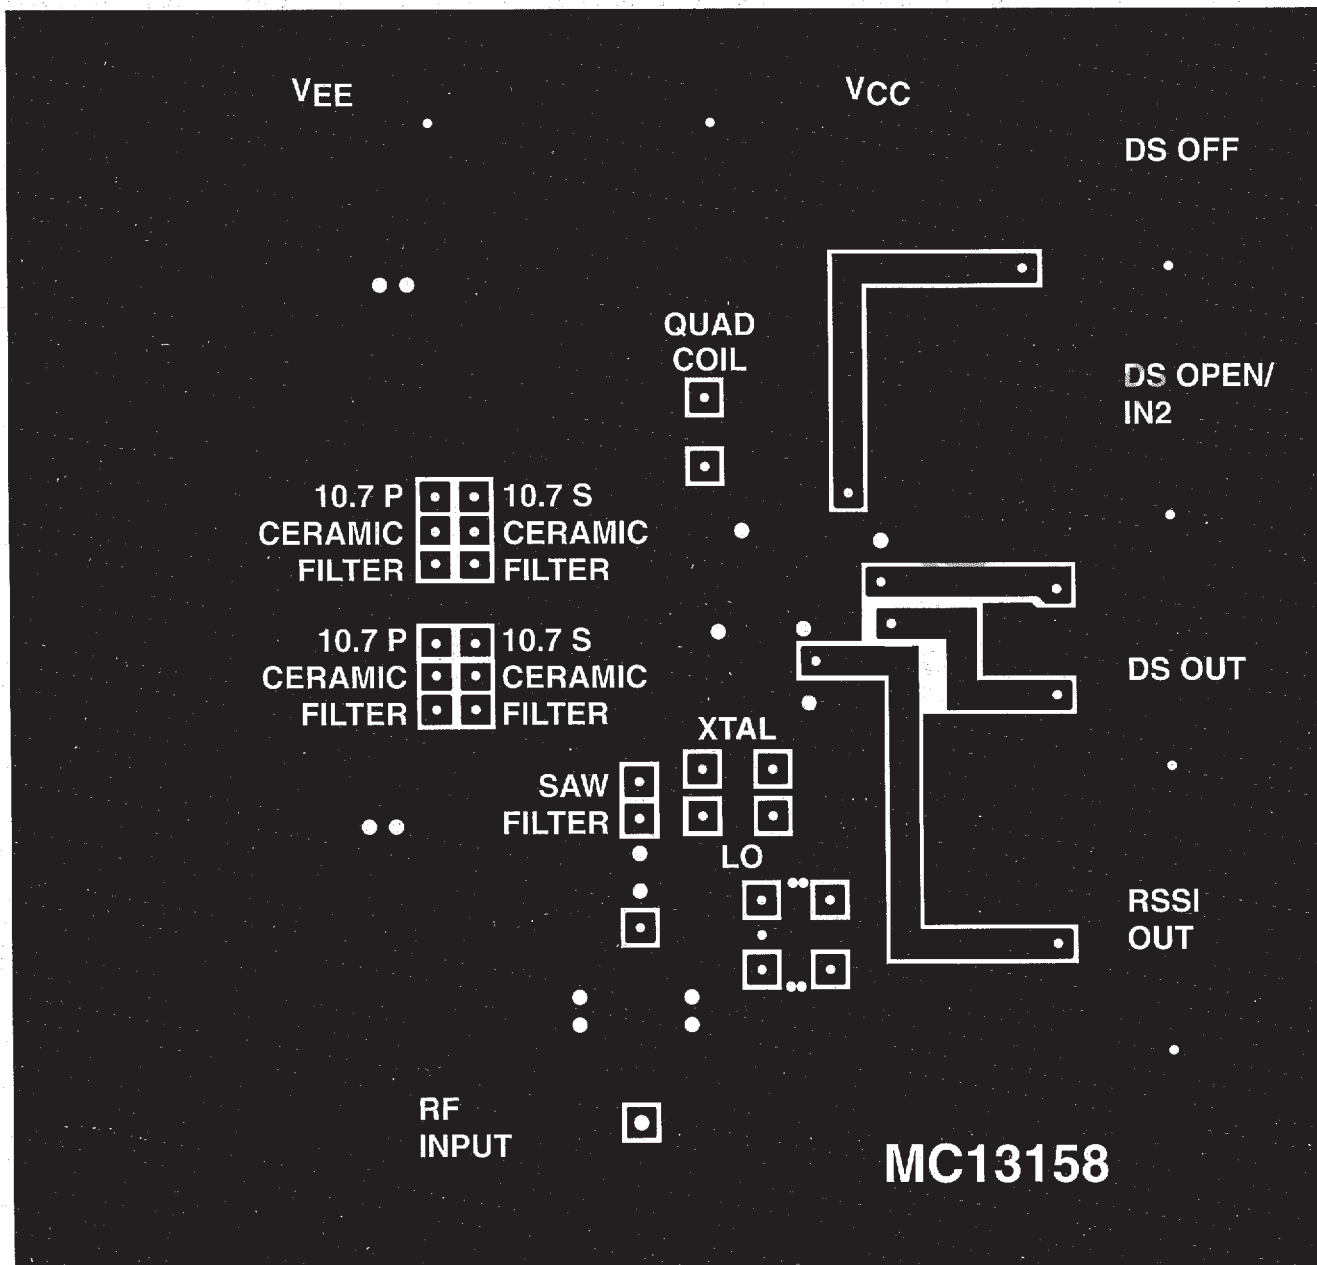 VEE
VCC
DS OFF
QUAD
COIL
DS OPEN/
IN2
10.7 P
CERAMIC
FILTER
10.7 S
CERAMIC
FILTER
10.7 P
CERAMIC
FILTER
10.7 S
CERAMIC
FILTER
DS OUT
XTAL
SAW
FILTER
LO
RSSI
OUT
RF
INPUT
MC13158